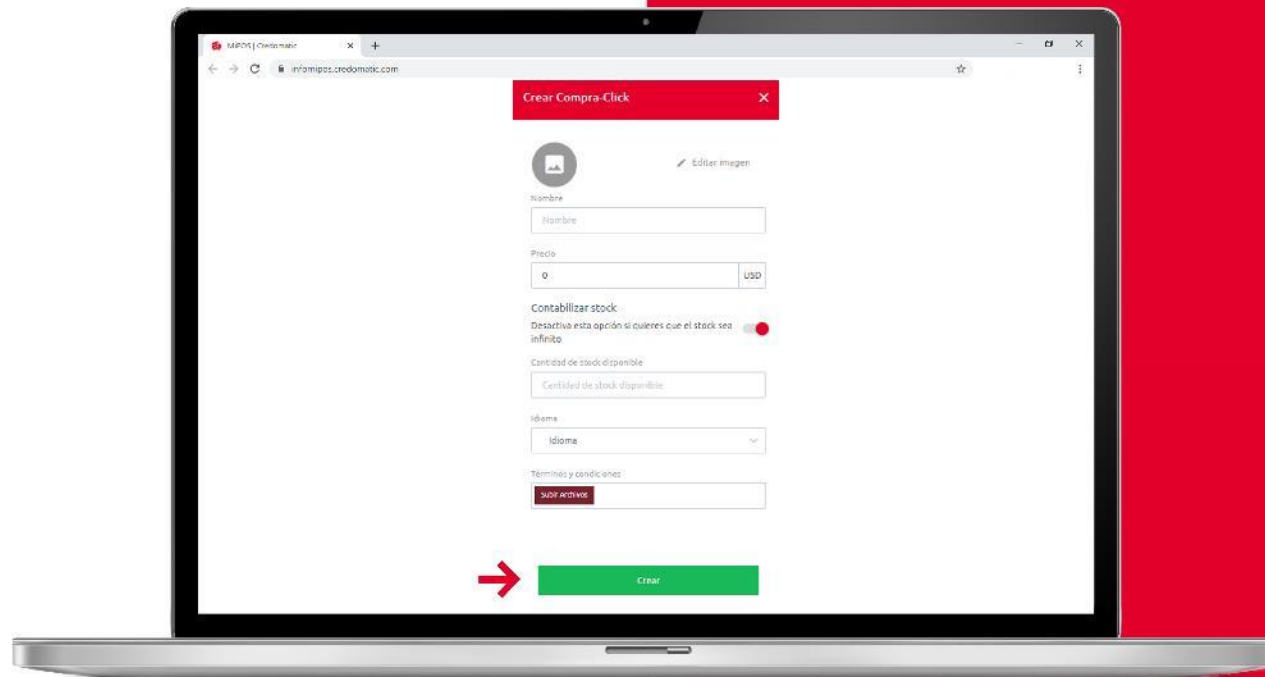 MiPOS | Credomatic
infomipos.credomatic.com
Crear Compra-Click
Editar imagen
Nombre
Nombre
Precio
0 USD
Contabilizar stock
Desactiva esta opción si quieres que el stock sea
infinito
Cantidad de stock disponible
Cantidad de stock disponible
Idioma
Idioma
Términos y condiciones
Subir Archivos
Crear